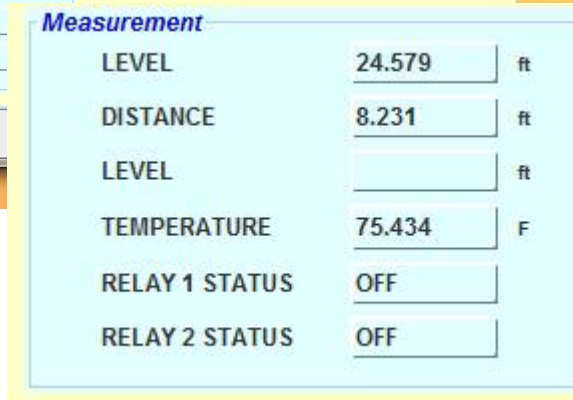 Measurement
LEVEL 24.579 ft
DISTANCE 8.231 ft
LEVEL ft
TEMPERATURE 75.434 F
RELAY 1 STATUS OFF
RELAY 2 STATUS OFF